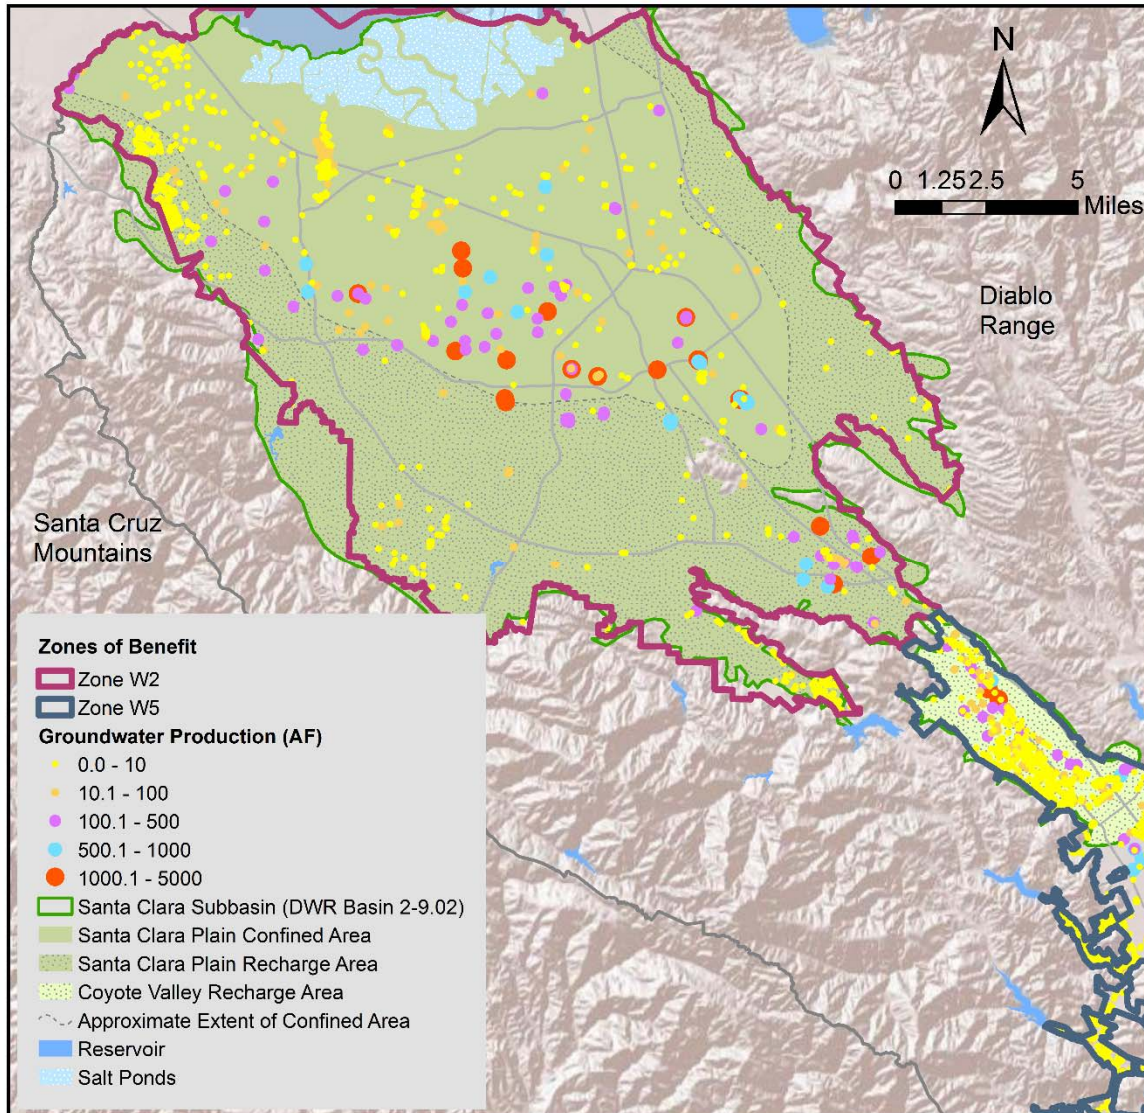 N
0 1.25 2.5 5
Miles
Diablo
Range
Santa Cruz
Mountains
Zones of Benefit
Zone W2
Zone W5
Groundwater Production (AF)
0.0 - 10
10.1 - 100
100.1 - 500
500.1 - 1000
1000.1 - 5000
Santa Clara Subbasin (DWR Basin 2-9.02)
Santa Clara Plain Confined Area
Santa Clara Plain Recharge Area
Coyote Valley Recharge Area
Approximate Extent of Confined Area
Reservoir
Salt Ponds